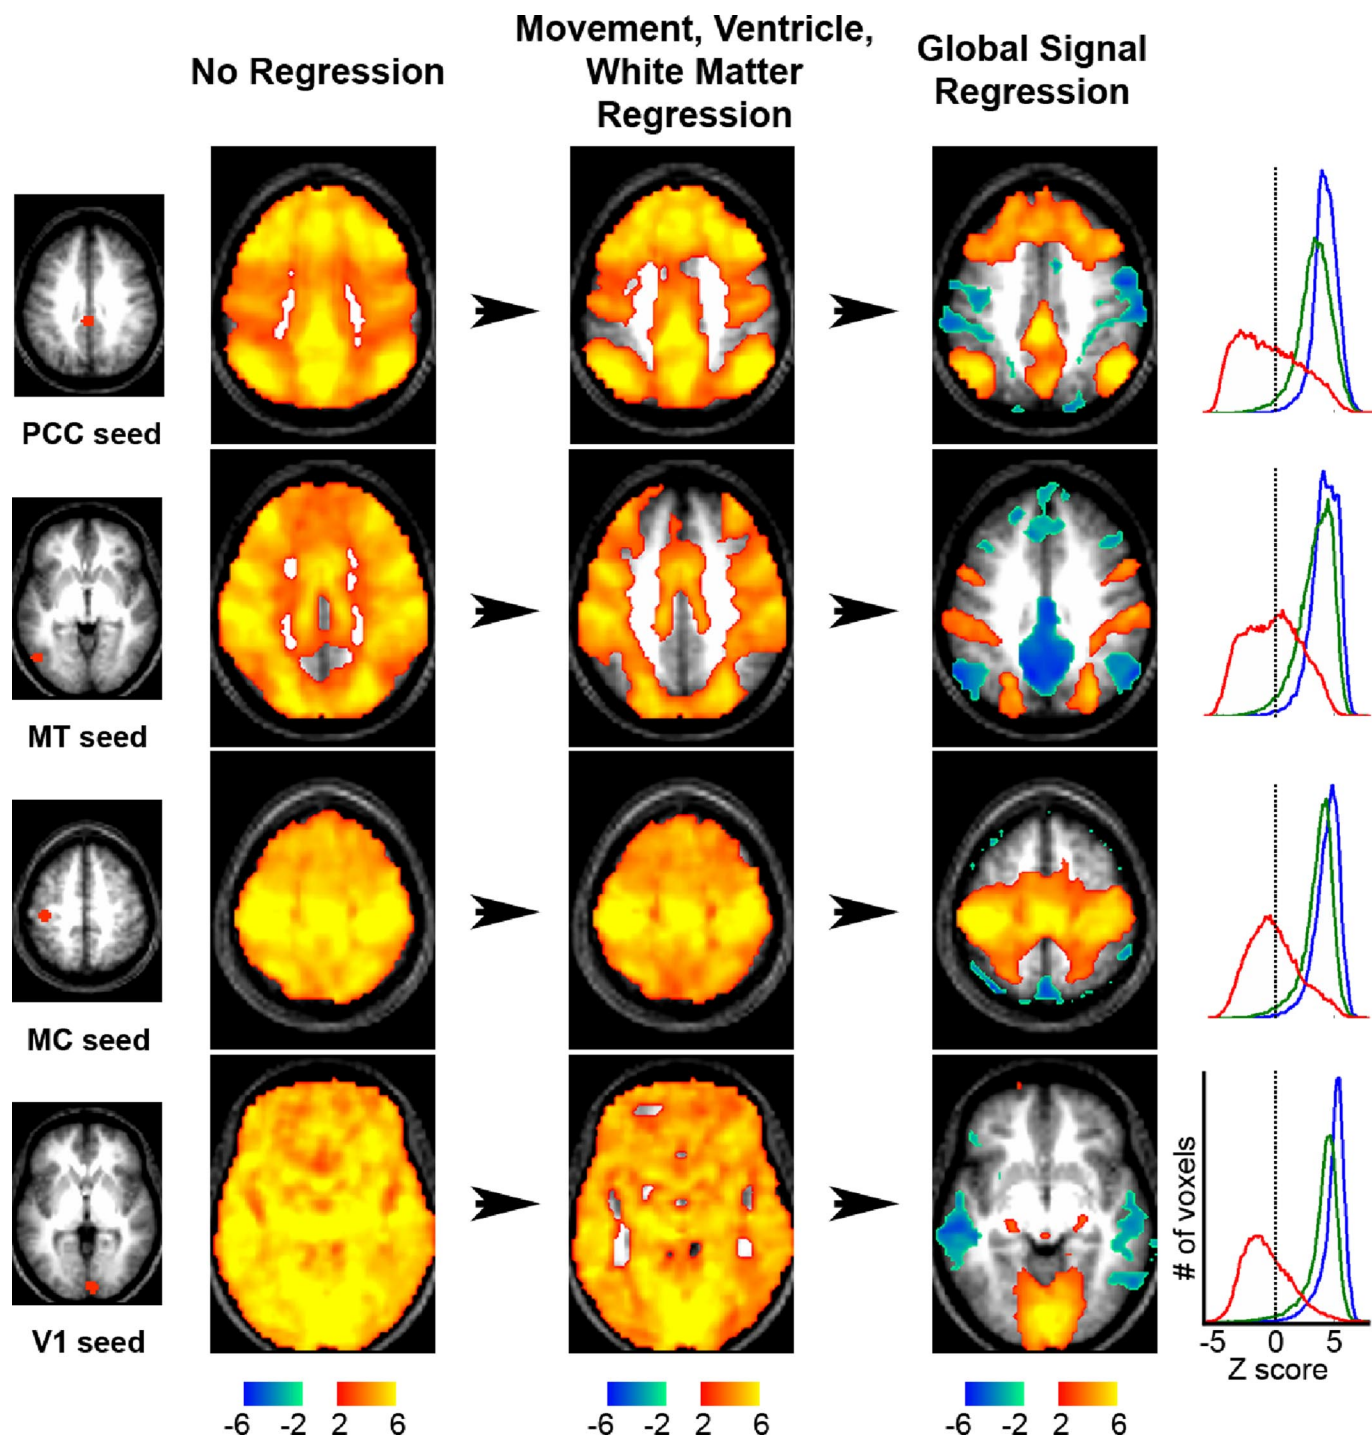 No Regression
Movement, Ventricle,
White Matter
Regression
Global Signal
Regression
PCC seed
MT seed
MC seed
V1 seed
# of voxels
-5 0 5
Z score
-6 -2 2 6
-6 -2 2 6
-6 -2 2 6